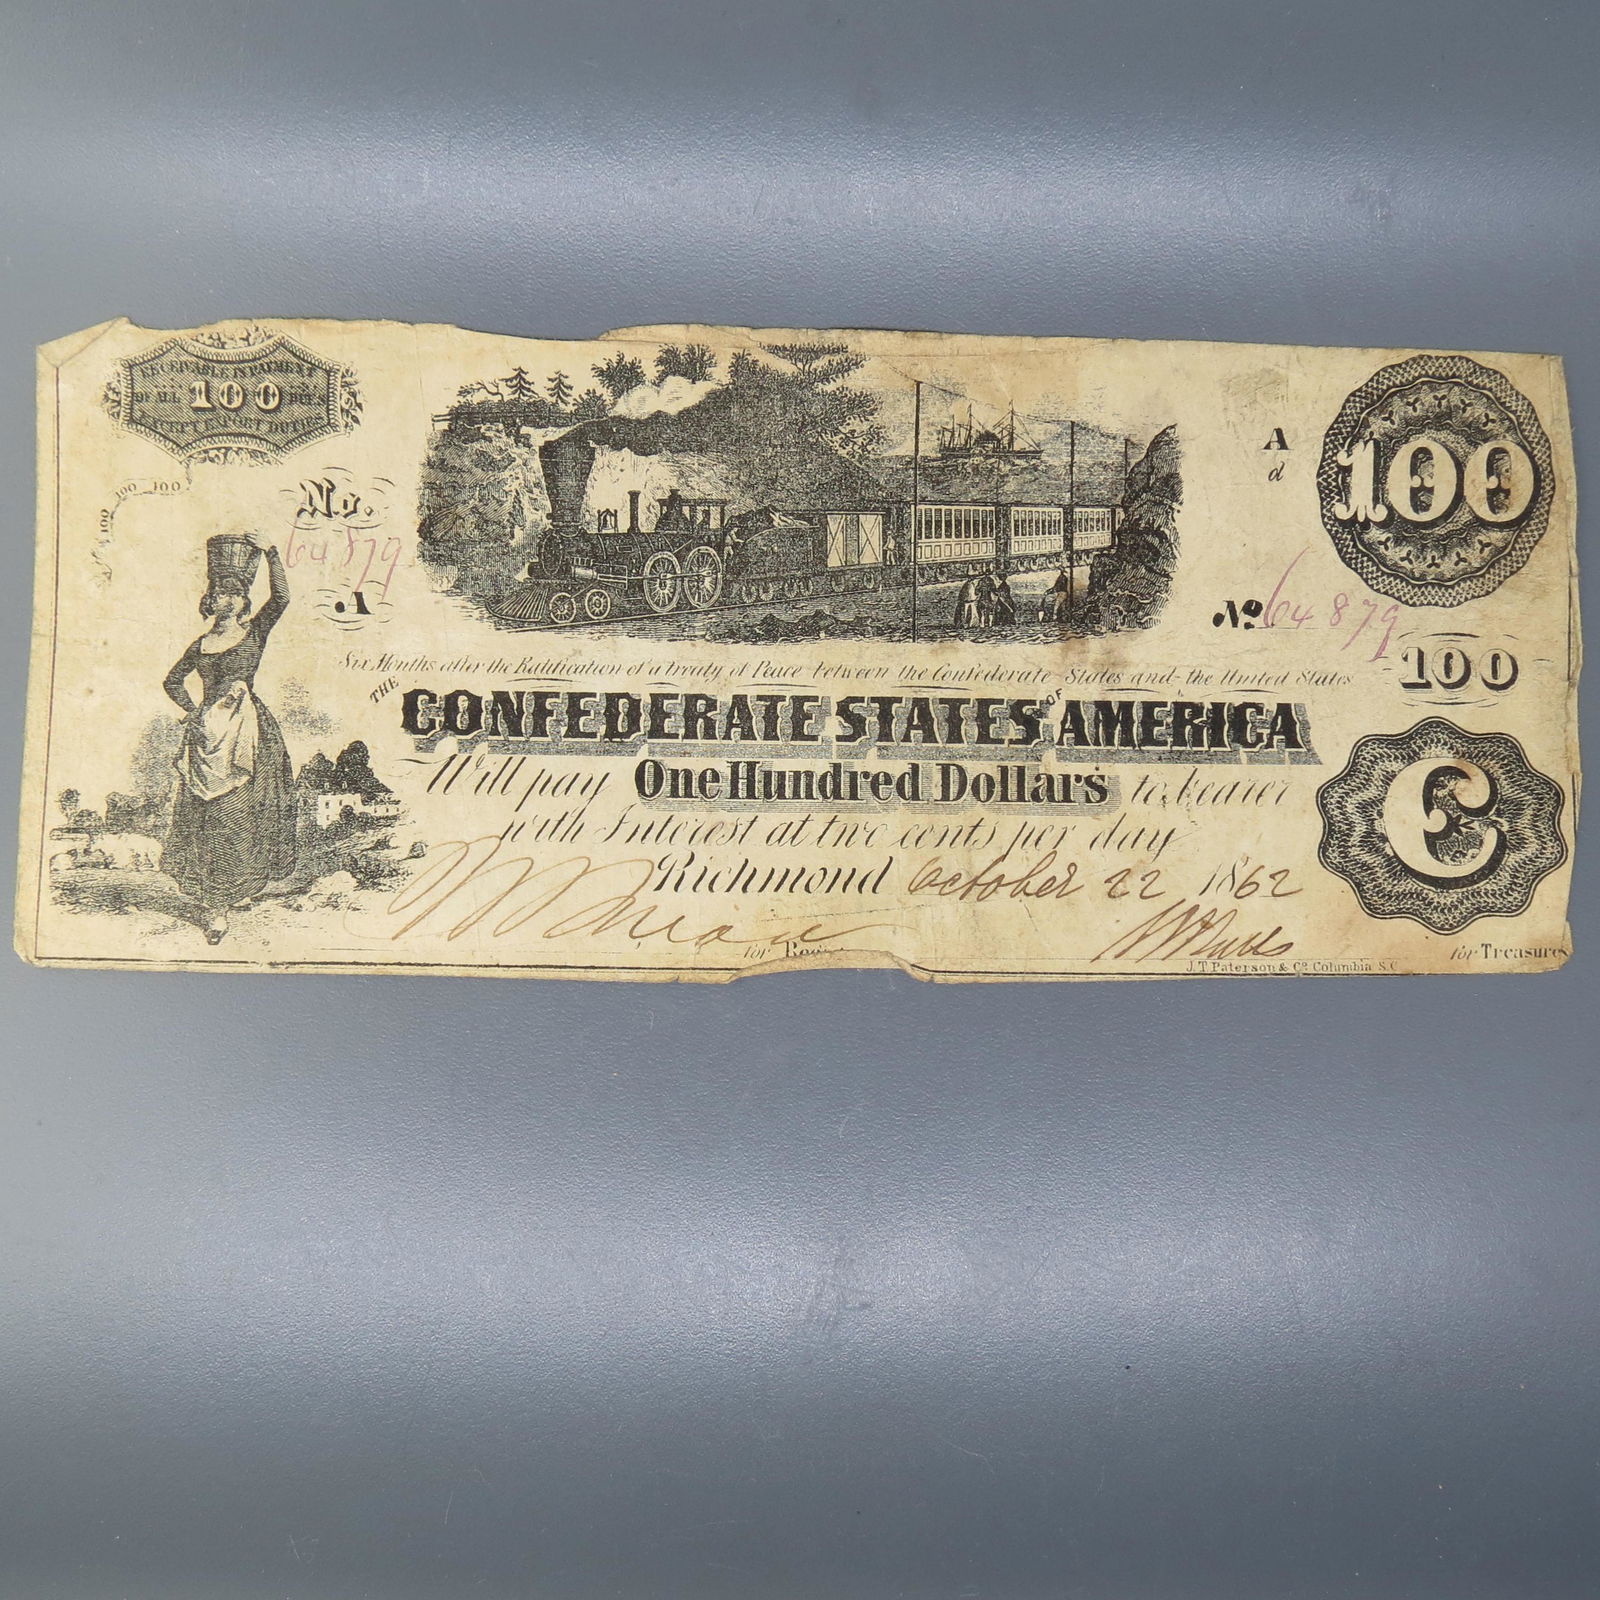 RECEIVABLE IN PAYMENT
OF ALL 100 DUES
EXCEPT EXPORT DUTIES
100 100 100
No.
64879
A
A
d
100
No 64879
100
Six Months after the Ratification of a treaty of Peace between the Confederate States and the United States
THE CONFEDERATE STATES OF AMERICA
Will pay One Hundred Dollars to bearer
with Interest at two cents per day
Richmond October 22 1862
C
for
for Treasure
J. T. Paterson & Co. Columbia S. C